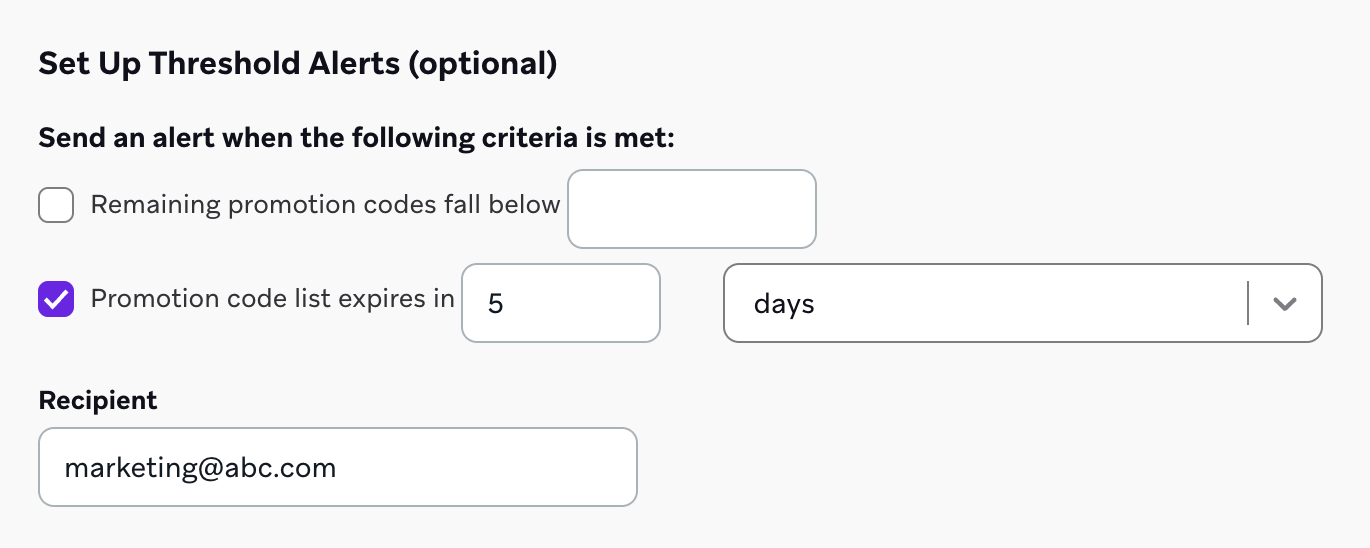 Set Up Threshold Alerts (optional)
Send an alert when the following criteria is met:
Remaining promotion codes fall below
Promotion code list expires in 5 days
Recipient
marketing@abc.com